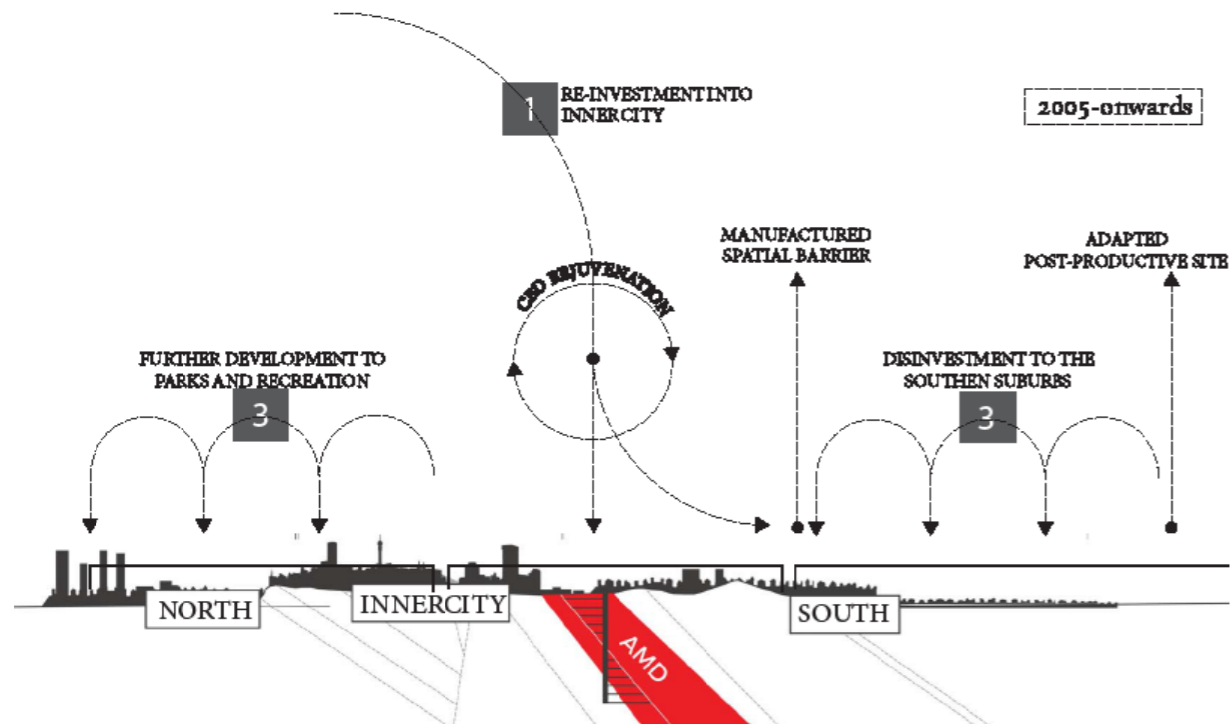 1
RE-INVESTMENT INTO
INNERCITY
2005-onwards
MANUFACTURED
SPATIAL BARRIER
ADAPTED
POST-PRODUCTIVE SITE
CBD REJUVENATION
FURTHER DEVELOPMENT TO
PARKS AND RECREATION
3
DISINVESTMENT TO THE
SOUTHEN SUBURBS
3
NORTH
INNERCITY
SOUTH
AMD